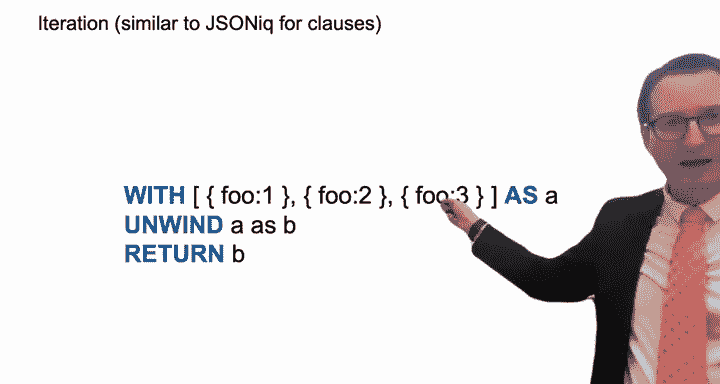 Iteration (similar to JSONiq for clauses)
WITH [ { foo:1 }, { foo:2 }, { foo:3 } ] AS a
UNWIND a as b
RETURN b